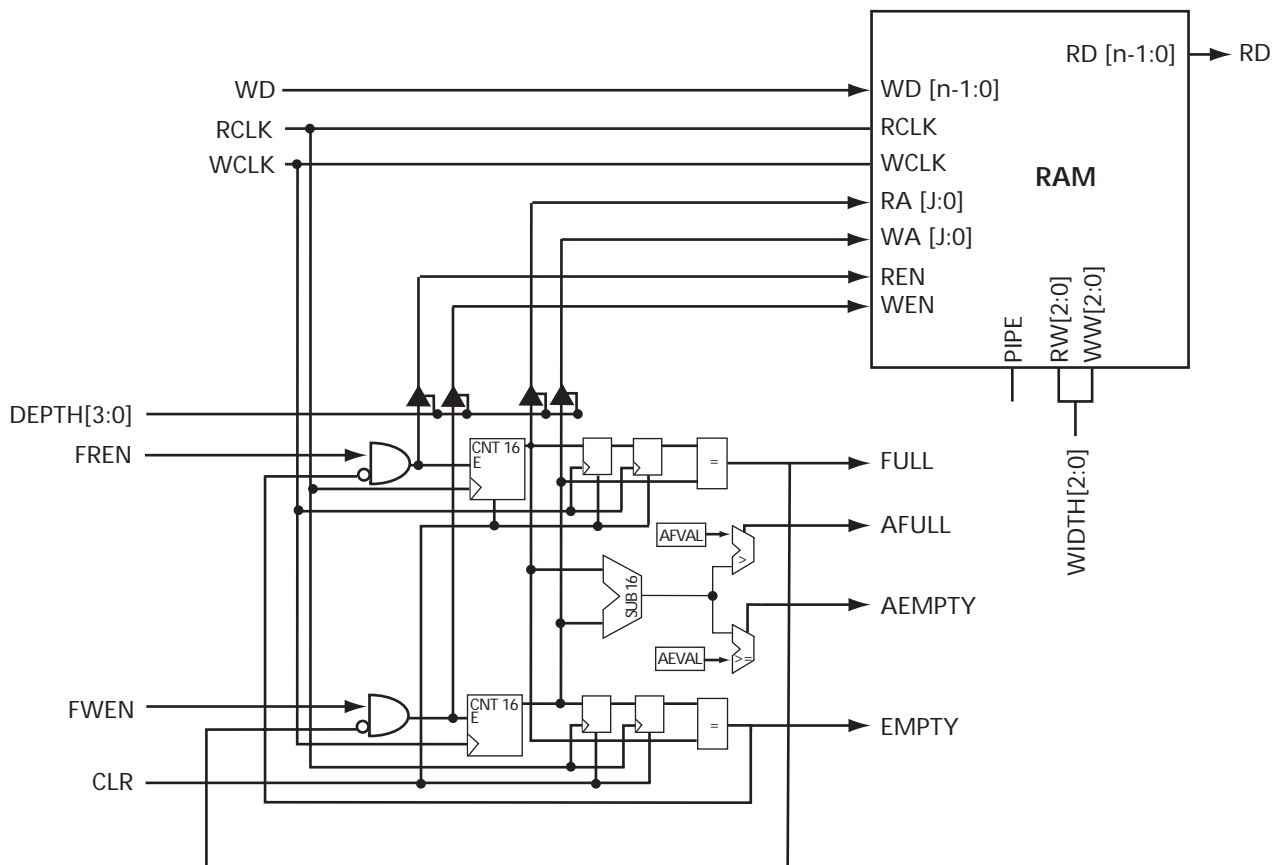 RD [n-1:0]
RD
WD
WD [n-1:0]
RCLK
RCLK
WCLK
WCLK
RAM
RA [J:0]
WA [J:0]
REN
WEN
PIPE
RW[2:0]
WW[2:0]
DEPTH[3:0]
FREN
CNT 16
E
=
FULL
WIDTH[2:0]
AFVAL
>
AFULL
SUB 16
AEMPTY
AEVAL
>=
FWEN
CNT 16
E
=
EMPTY
CLR